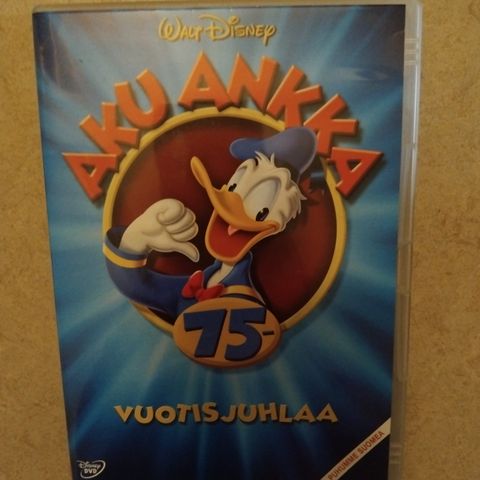 WALT DISNEY
AKU ANKKA
75-
VUOTISJUHLAA
DISNEY
DVD
PUHUMME SUOMEA